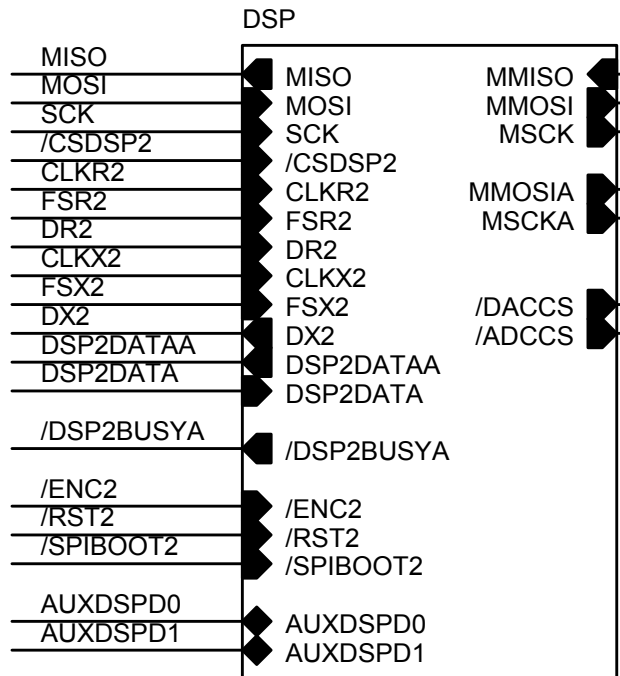 DSP
MISO
MISO MMISO
MOSI
MOSI MMOSI
SCK
SCK MSCK
/CSDSP2
/CSDSP2
CLKR2
CLKR2 MMOSIA
FSR2
FSR2 MSCKA
DR2
DR2
CLKX2
CLKX2
FSX2
FSX2 /DACCS
DX2
DX2 /ADCCS
DSP2DATAA
DSP2DATAA
DSP2DATA
DSP2DATA
/DSP2BUSYA
/DSP2BUSYA
/ENC2
/ENC2
/RST2
/RST2
/SPIBOOT2
/SPIBOOT2
AUXDSPD0
AUXDSPD0
AUXDSPD1
AUXDSPD1